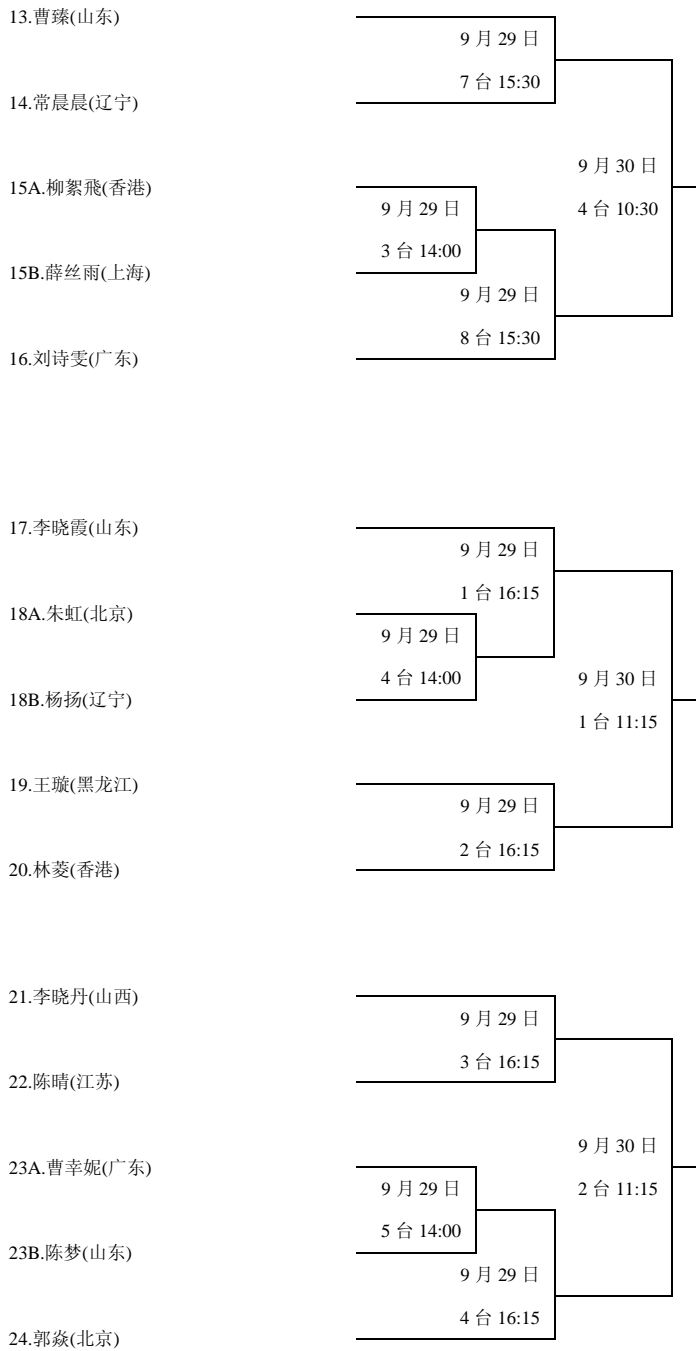 13.曹臻(山东)
9 月 29 日
7 台 15:30
14.常晨晨(辽宁)
9 月 30 日
4 台 10:30
15A.柳絮飛(香港)
9 月 29 日
3 台 14:00
15B.薛丝雨(上海)
9 月 29 日
8 台 15:30
16.刘诗雯(广东)
17.李晓霞(山东)
9 月 29 日
1 台 16:15
18A.朱虹(北京)
9 月 29 日
4 台 14:00
18B.杨扬(辽宁)
9 月 30 日
1 台 11:15
19.王璇(黑龙江)
9 月 29 日
2 台 16:15
20.林菱(香港)
21.李晓丹(山西)
9 月 29 日
3 台 16:15
22.陈晴(江苏)
9 月 30 日
2 台 11:15
23A.曹幸妮(广东)
9 月 29 日
5 台 14:00
23B.陈梦(山东)
9 月 29 日
4 台 16:15
24.郭焱(北京)